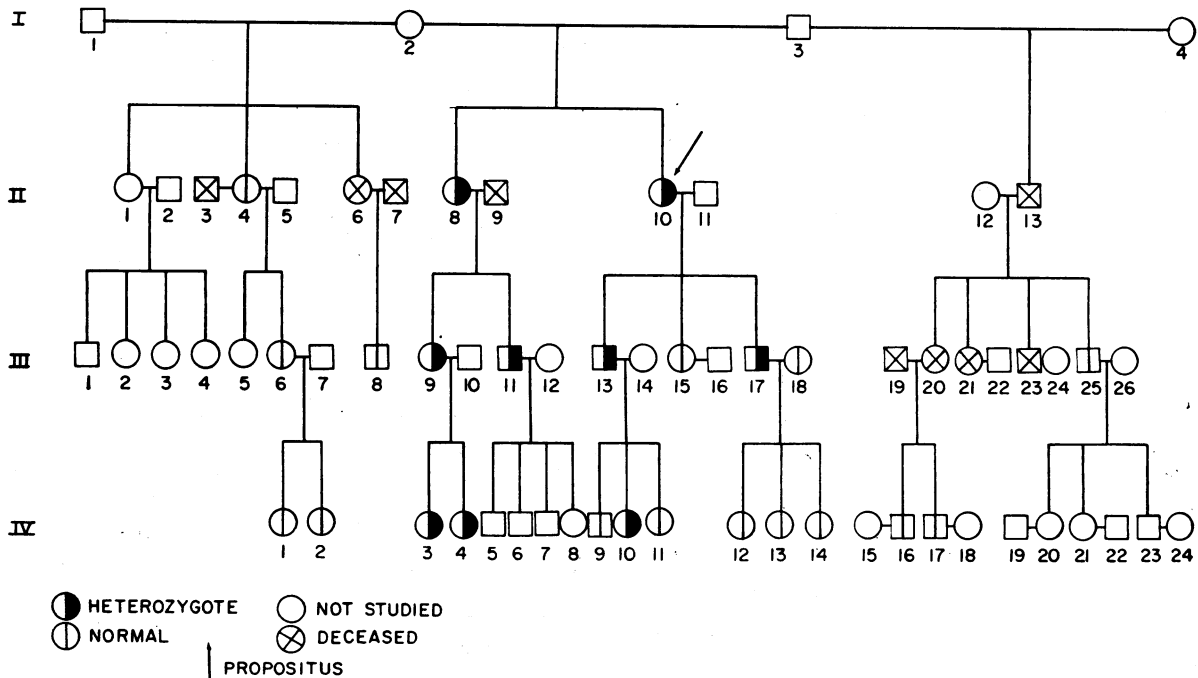 I
1 2 3 4
II
1 2 3 4 5 6 7 8 9 10 11 12 13
III
1 2 3 4 5 6 7 8 9 10 11 12 13 14 15 16 17 18 19 20 21 22 23 24 25 26
IV
1 2 3 4 5 6 7 8 9 10 11 12 13 14 15 16 17 18 19 20 21 22 23 24
HETEROZYGOTE NOT STUDIED
NORMAL DECEASED
PROPOSITUS